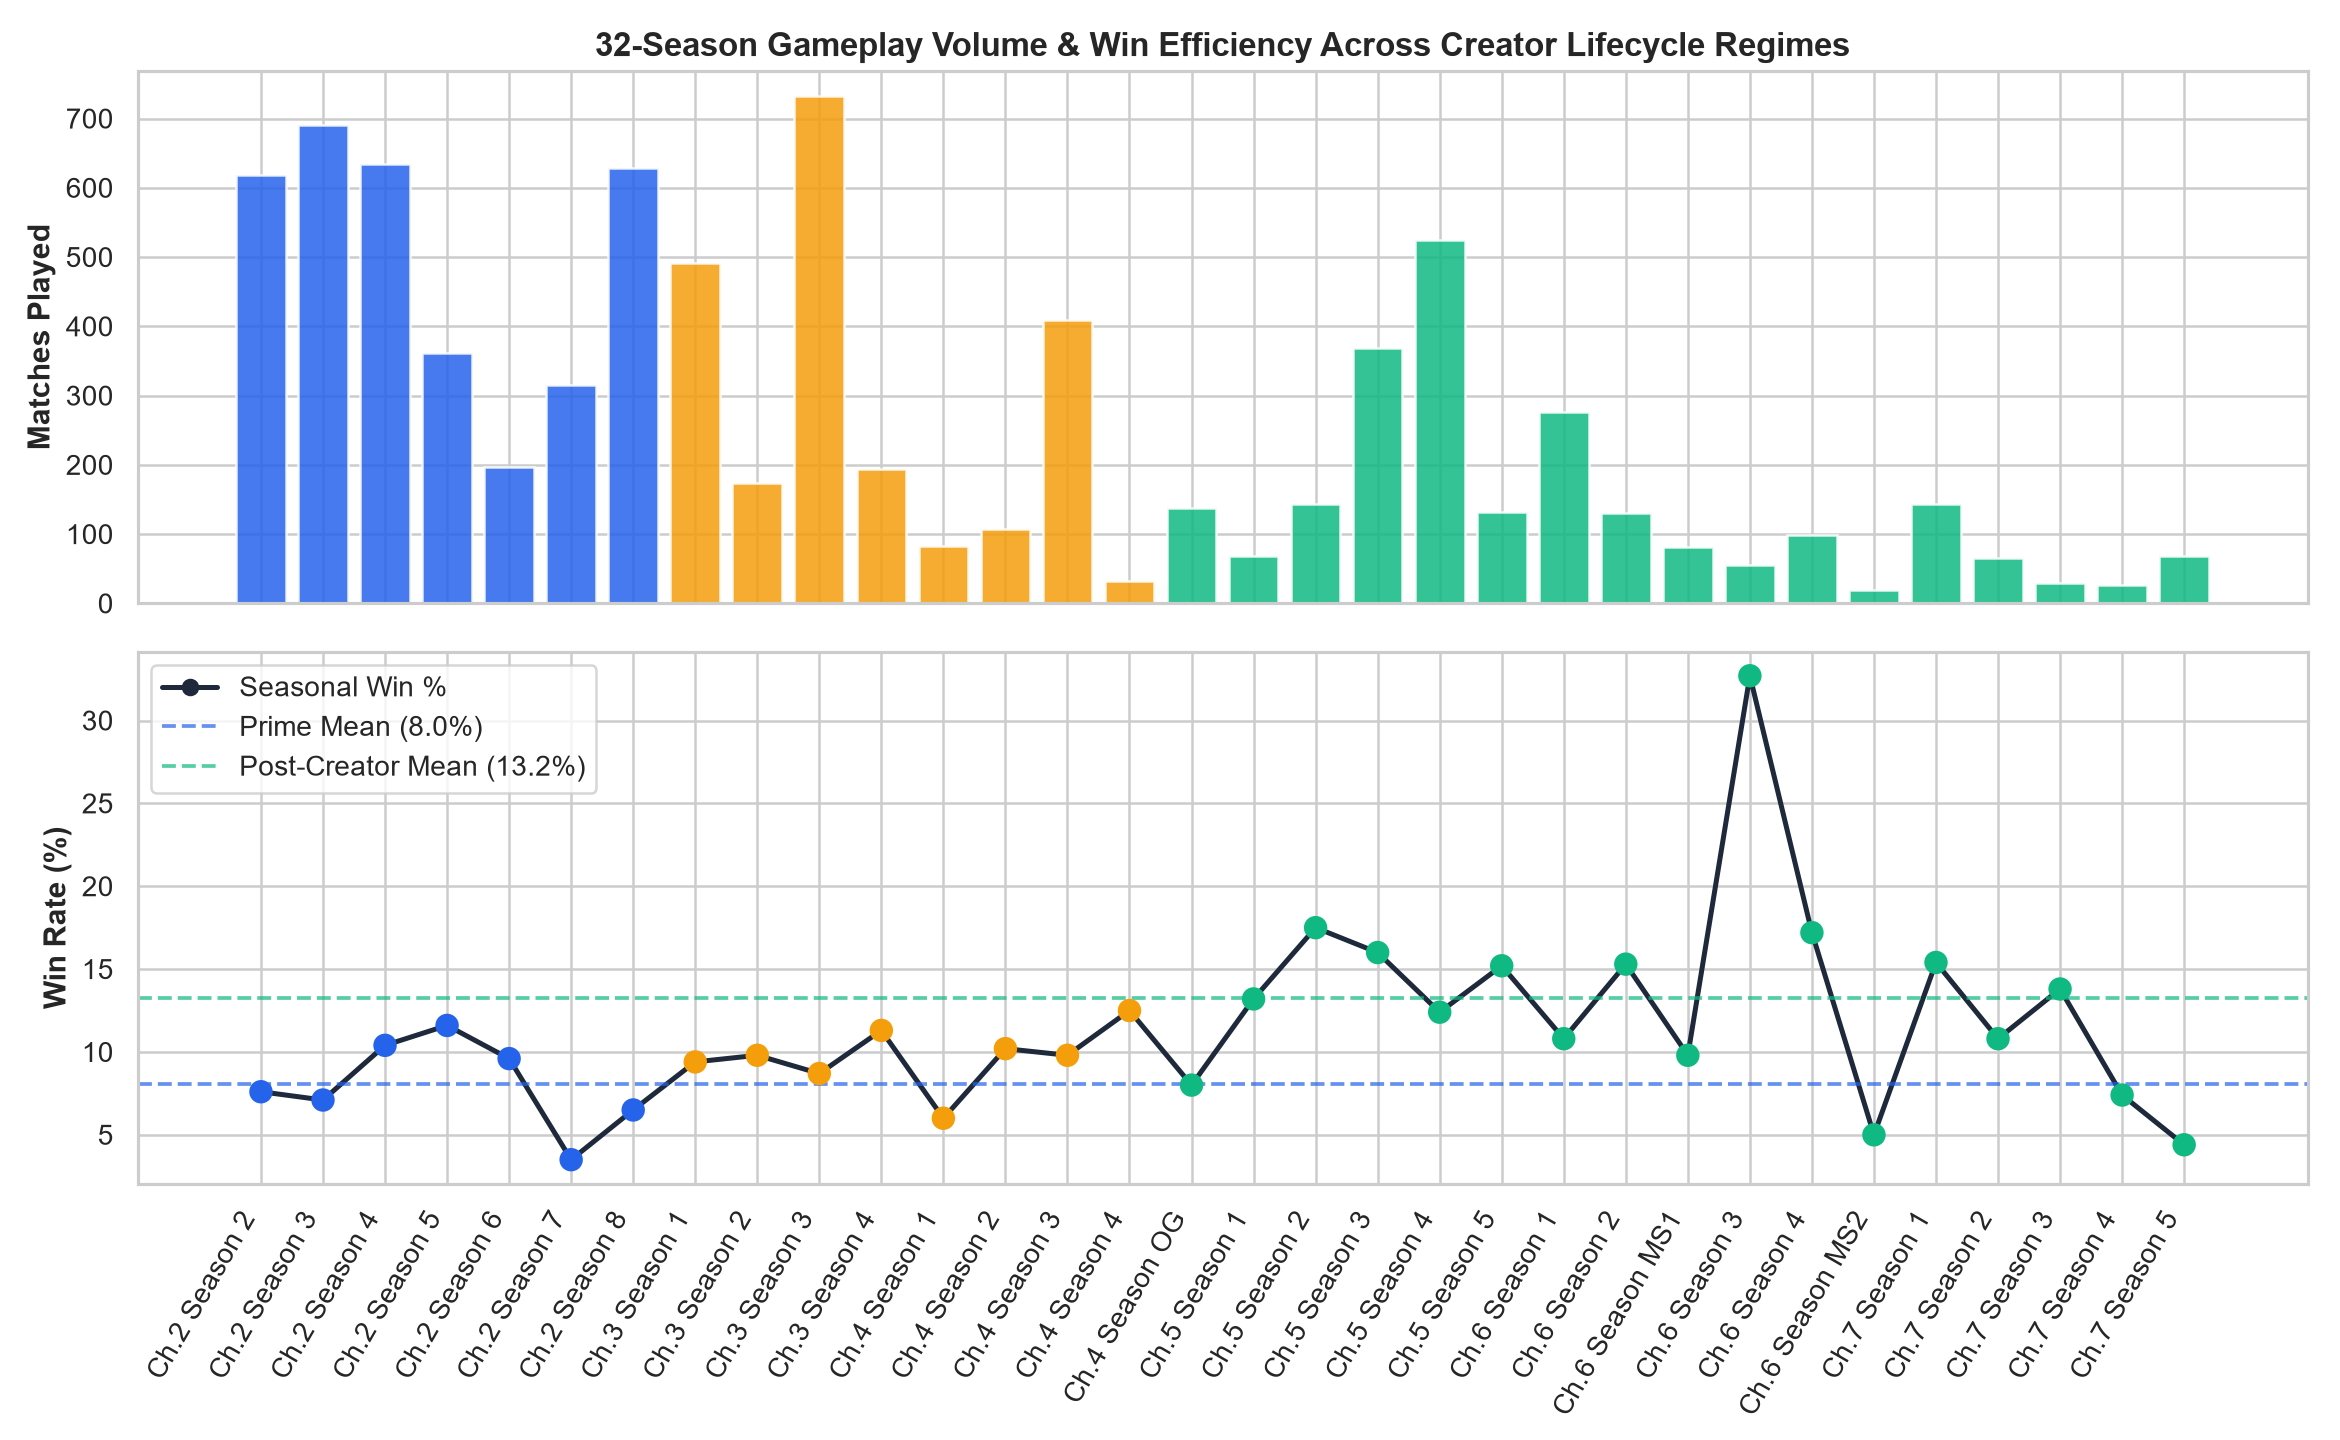 32-Season Gameplay Volume & Win Efficiency Across Creator Lifecycle Regimes
Matches Played
700
600
500
400
300
200
100
0
Seasonal Win %
Prime Mean (8.0%)
Post-Creator Mean (13.2%)
Win Rate (%)
30
25
20
15
10
5
Ch.2 Season 2
Ch.2 Season 3
Ch.2 Season 4
Ch.2 Season 5
Ch.2 Season 6
Ch.2 Season 7
Ch.2 Season 8
Ch.3 Season 1
Ch.3 Season 2
Ch.3 Season 3
Ch.3 Season 4
Ch.4 Season 1
Ch.4 Season 2
Ch.4 Season 3
Ch.4 Season 4
Ch.4 Season OG
Ch.5 Season 1
Ch.5 Season 2
Ch.5 Season 3
Ch.5 Season 4
Ch.5 Season 5
Ch.6 Season 1
Ch.6 Season 2
Ch.6 Season MS1
Ch.6 Season 3
Ch.6 Season 4
Ch.6 Season MS2
Ch.7 Season 1
Ch.7 Season 2
Ch.7 Season 3
Ch.7 Season 4
Ch.7 Season 5